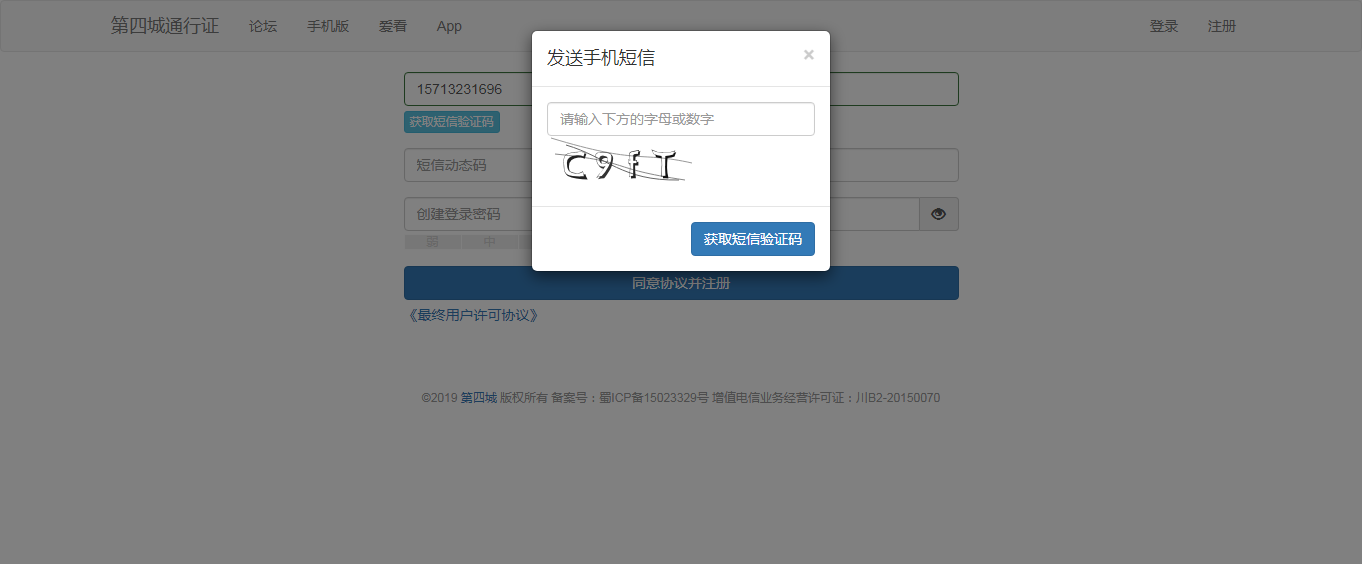 第四城通行证 论坛 手机版 爱看 App 登录 注册
发送手机短信 ×
15713231696
请输入下方的字母或数字
获取短信验证码
C9FT
短信动态码
创建登录密码
获取短信验证码
中
同意协议并注册
《最终用户许可协议》
©2019 第四城 版权所有 备案号：蜀ICP备15023329号 增值电信业务经营许可证：川B2-20150070